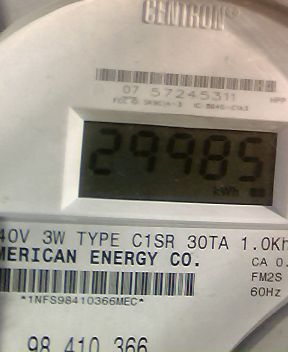 CENTRON®
07 57245311
29985
kWh
40V 3W TYPE C1SR 30TA 1.0Kh
MERICAN ENERGY CO.
CA 0.
FM2S
*1NFS98410366MEC*
60Hz
98 410 366